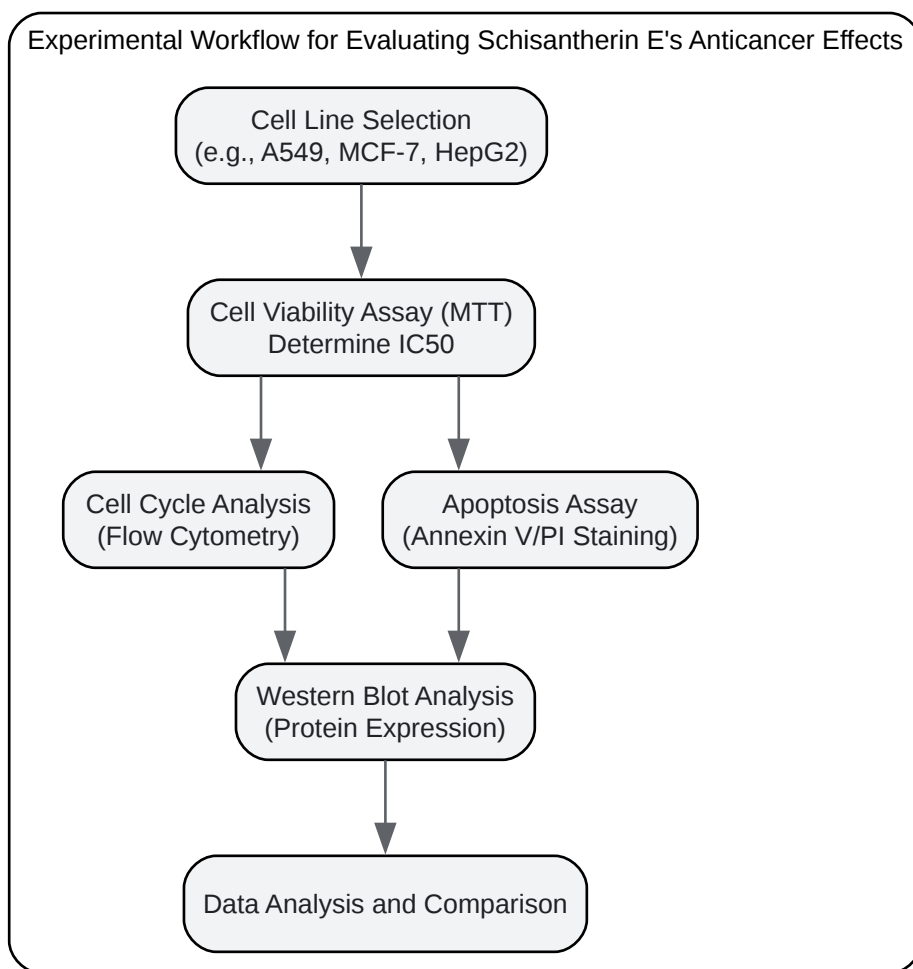 Experimental Workflow for Evaluating Schisantherin E's Anticancer Effects
Cell Line Selection
(e.g., A549, MCF-7, HepG2)
Cell Viability Assay (MTT)
Determine IC50
Cell Cycle Analysis
(Flow Cytometry)
Apoptosis Assay
(Annexin V/PI Staining)
Western Blot Analysis
(Protein Expression)
Data Analysis and Comparison